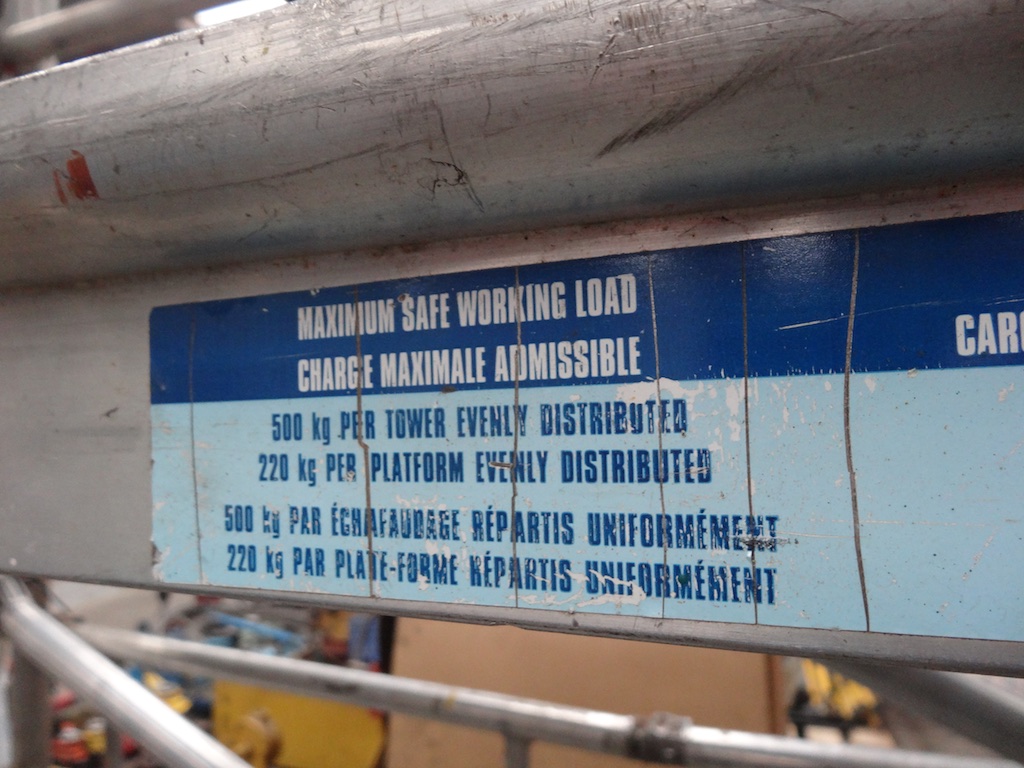 MAXIMUM SAFE WORKING LOAD
CHARGE MAXIMALE ADMISSIBLE
500 kg PER TOWER EVENLY DISTRIBUTED
220 kg PER PLATFORM EVENLY DISTRIBUTED
500 kg PAR ÉCHAFAUDAGE RÉPARTIS UNIFORMÉMENT
220 kg PAR PLATE-FORME RÉPARTIS UNIFORMÉMENT